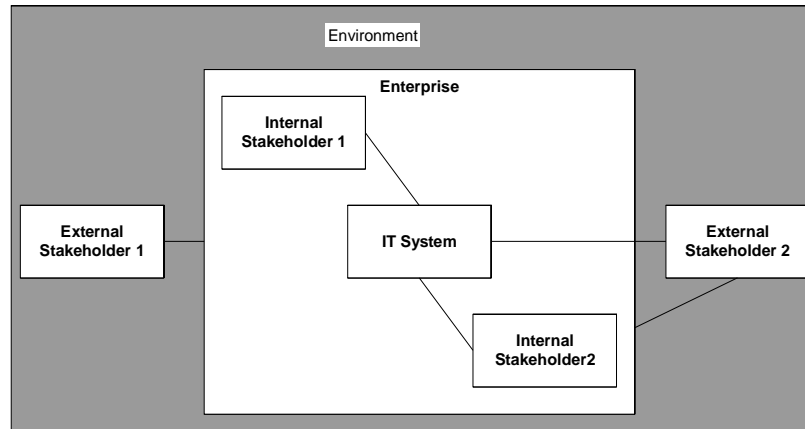 Environment
Enterprise
Internal
Stakeholder 1
External
Stakeholder 1
IT System
External
Stakeholder 2
Internal
Stakeholder2